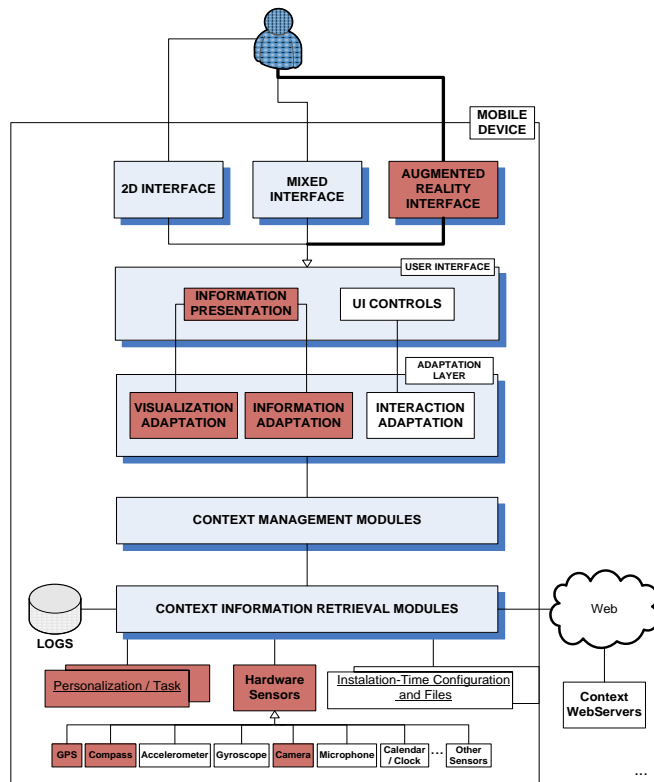 MOBILE
DEVICE
2D INTERFACE
MIXED
INTERFACE
AUGMENTED
REALITY
INTERFACE
USER INTERFACE
INFORMATION
PRESENTATION
UI CONTROLS
ADAPTATION
LAYER
VISUALIZATION
ADAPTATION
INFORMATION
ADAPTATION
INTERACTION
ADAPTATION
CONTEXT MANAGEMENT MODULES
CONTEXT INFORMATION RETRIEVAL MODULES
LOGS
Web
Personalization / Task
Hardware
Sensors
Instalation-Time Configuration
and Files
Context
WebServers
GPS
Compass
Accelerometer
Gyroscope
Camera
Microphone
Calendar
/ Clock
...
Other
Sensors
...